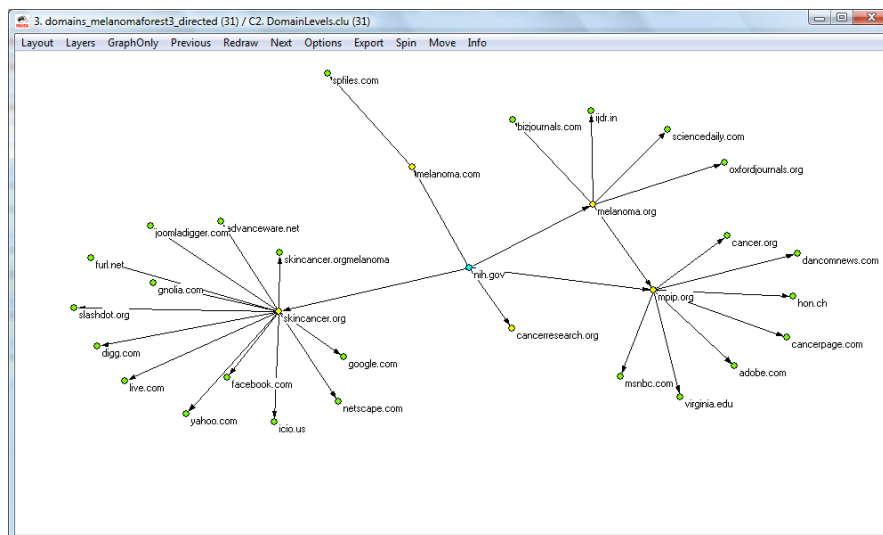 3. domains_melanomaforest3_directed (31) / C2. DomainLevels.clu (31)
Layout Layers GraphOnly Previous Redraw Next Options Export Spin Move Info
spfiles.com
bizjournals.com
ijdr.in
sciencedaily.com
oxfordjournals.org
melanoma.com
melanoma.org
advanceware.net
joomladigger.com
cancer.org
dancomnews.com
skincancer.orgmelanoma
furl.net
nih.gov
gnolia.com
mpip.org
hon.ch
slashdot.org
skincancer.org
cancerresearch.org
cancerpage.com
digg.com
google.com
adobe.com
live.com
facebook.com
msnbc.com
netscape.com
virginia.edu
yahoo.com
icio.us